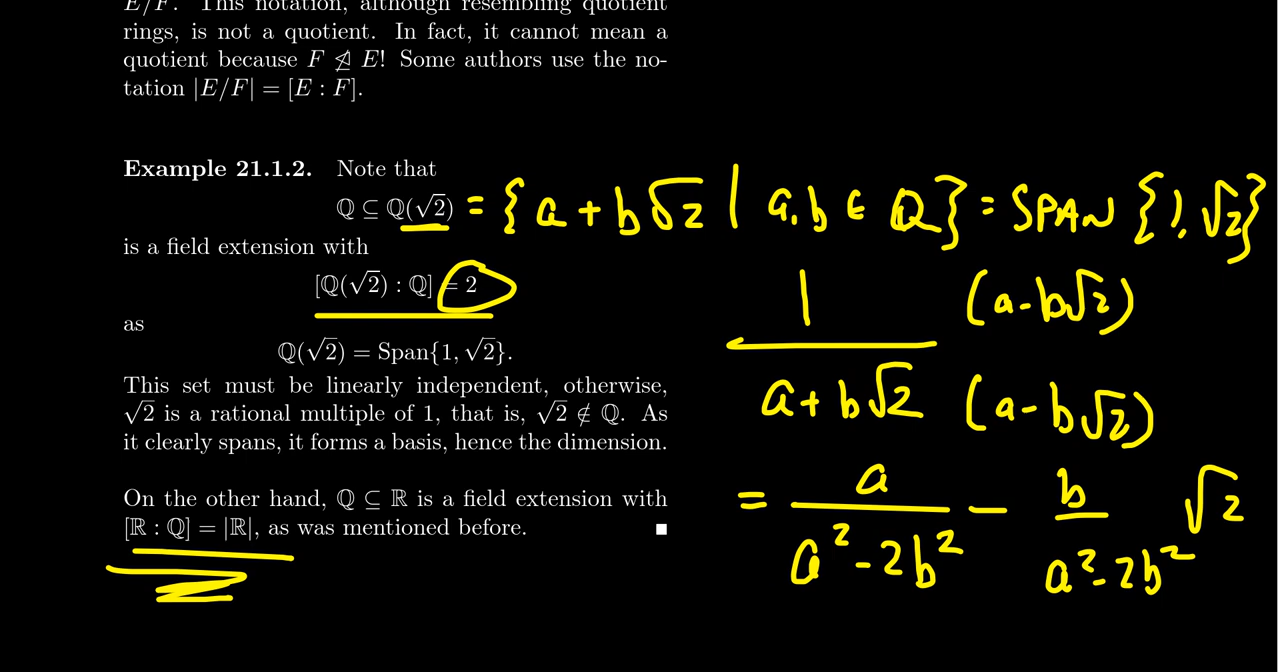 E/F. This notation, although resembling quotient
rings, is not a quotient. In fact, it cannot mean a
quotient because F ⋬ E! Some authors use the no-
tation |E/F| = [E : F].
Example 21.1.2. Note that
ℚ ⊆ ℚ(√2) = { a + b√2 | a, b ∈ ℚ } = SPAN { 1, √2 }
is a field extension with
[ℚ(√2) : ℚ] = 2
as
ℚ(√2) = Span{1, √2}.
This set must be linearly independent, otherwise,
√2 is a rational multiple of 1, that is, √2 ∉ ℚ. As
it clearly spans, it forms a basis, hence the dimension.
On the other hand, ℚ ⊆ ℝ is a field extension with
[ℝ : ℚ] = |ℝ|, as was mentioned before. ■
1 (a - b√2)
a + b√2 (a - b√2)
= a / (a² - 2b²) - b / (a² - 2b²) √2